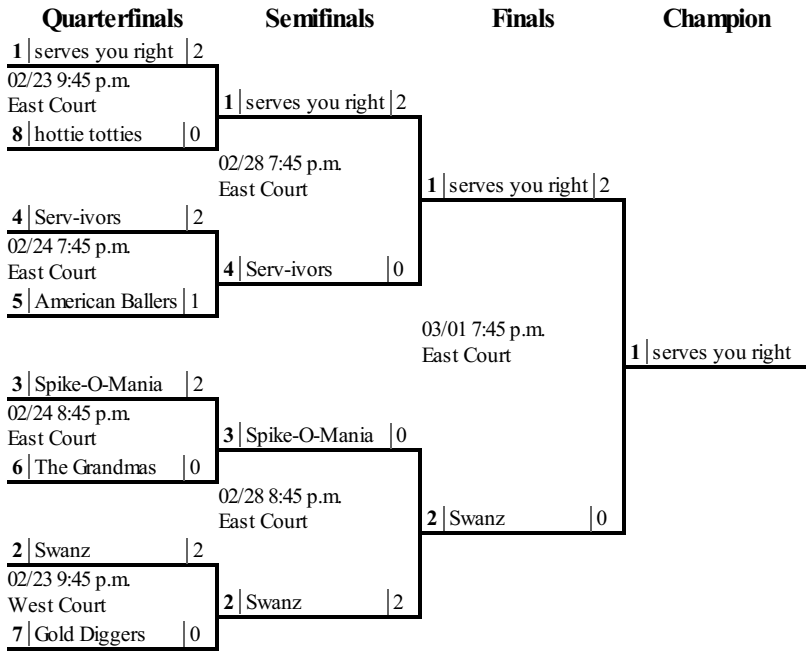 Quarterfinals Semifinals Finals Champion
1 serves you right 2
02/23 9:45 p.m.
East Court
8 hottie totties 0
1 serves you right 2
02/28 7:45 p.m.
East Court
4 Serv-ivors 2
02/24 7:45 p.m.
East Court
5 American Ballers 1
4 Serv-ivors 0
1 serves you right 2
03/01 7:45 p.m.
East Court
1 serves you right
3 Spike-O-Mania 2
02/24 8:45 p.m.
East Court
6 The Grandmas 0
3 Spike-O-Mania 0
02/28 8:45 p.m.
East Court
2 Swanz 0
2 Swanz 2
02/23 9:45 p.m.
West Court
7 Gold Diggers 0
2 Swanz 2